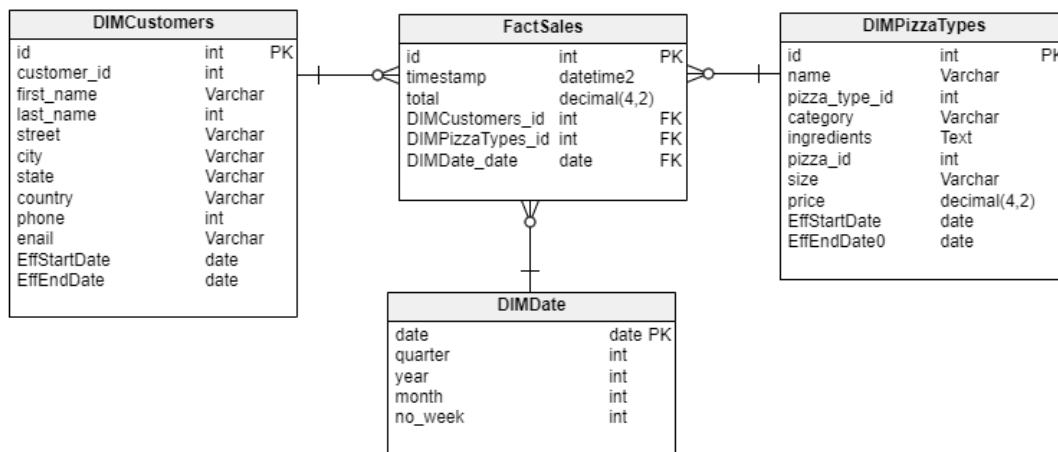 DIMCustomers
id int PK
customer_id int
first_name Varchar
last_name int
street Varchar
city Varchar
state Varchar
country Varchar
phone int
enail Varchar
EffStartDate date
EffEndDate date
FactSales
id int PK
timestamp datetime2
total decimal(4,2)
DIMCustomers_id int FK
DIMPizzaTypes_id int FK
DIMDate_date date FK
DIMPizzaTypes
id int PK
name Varchar
pizza_type_id int
category Varchar
ingredients Text
pizza_id int
size Varchar
price decimal(4,2)
EffStartDate date
EffEndDate0 date
DIMDate
date date PK
quarter int
year int
month int
no_week int